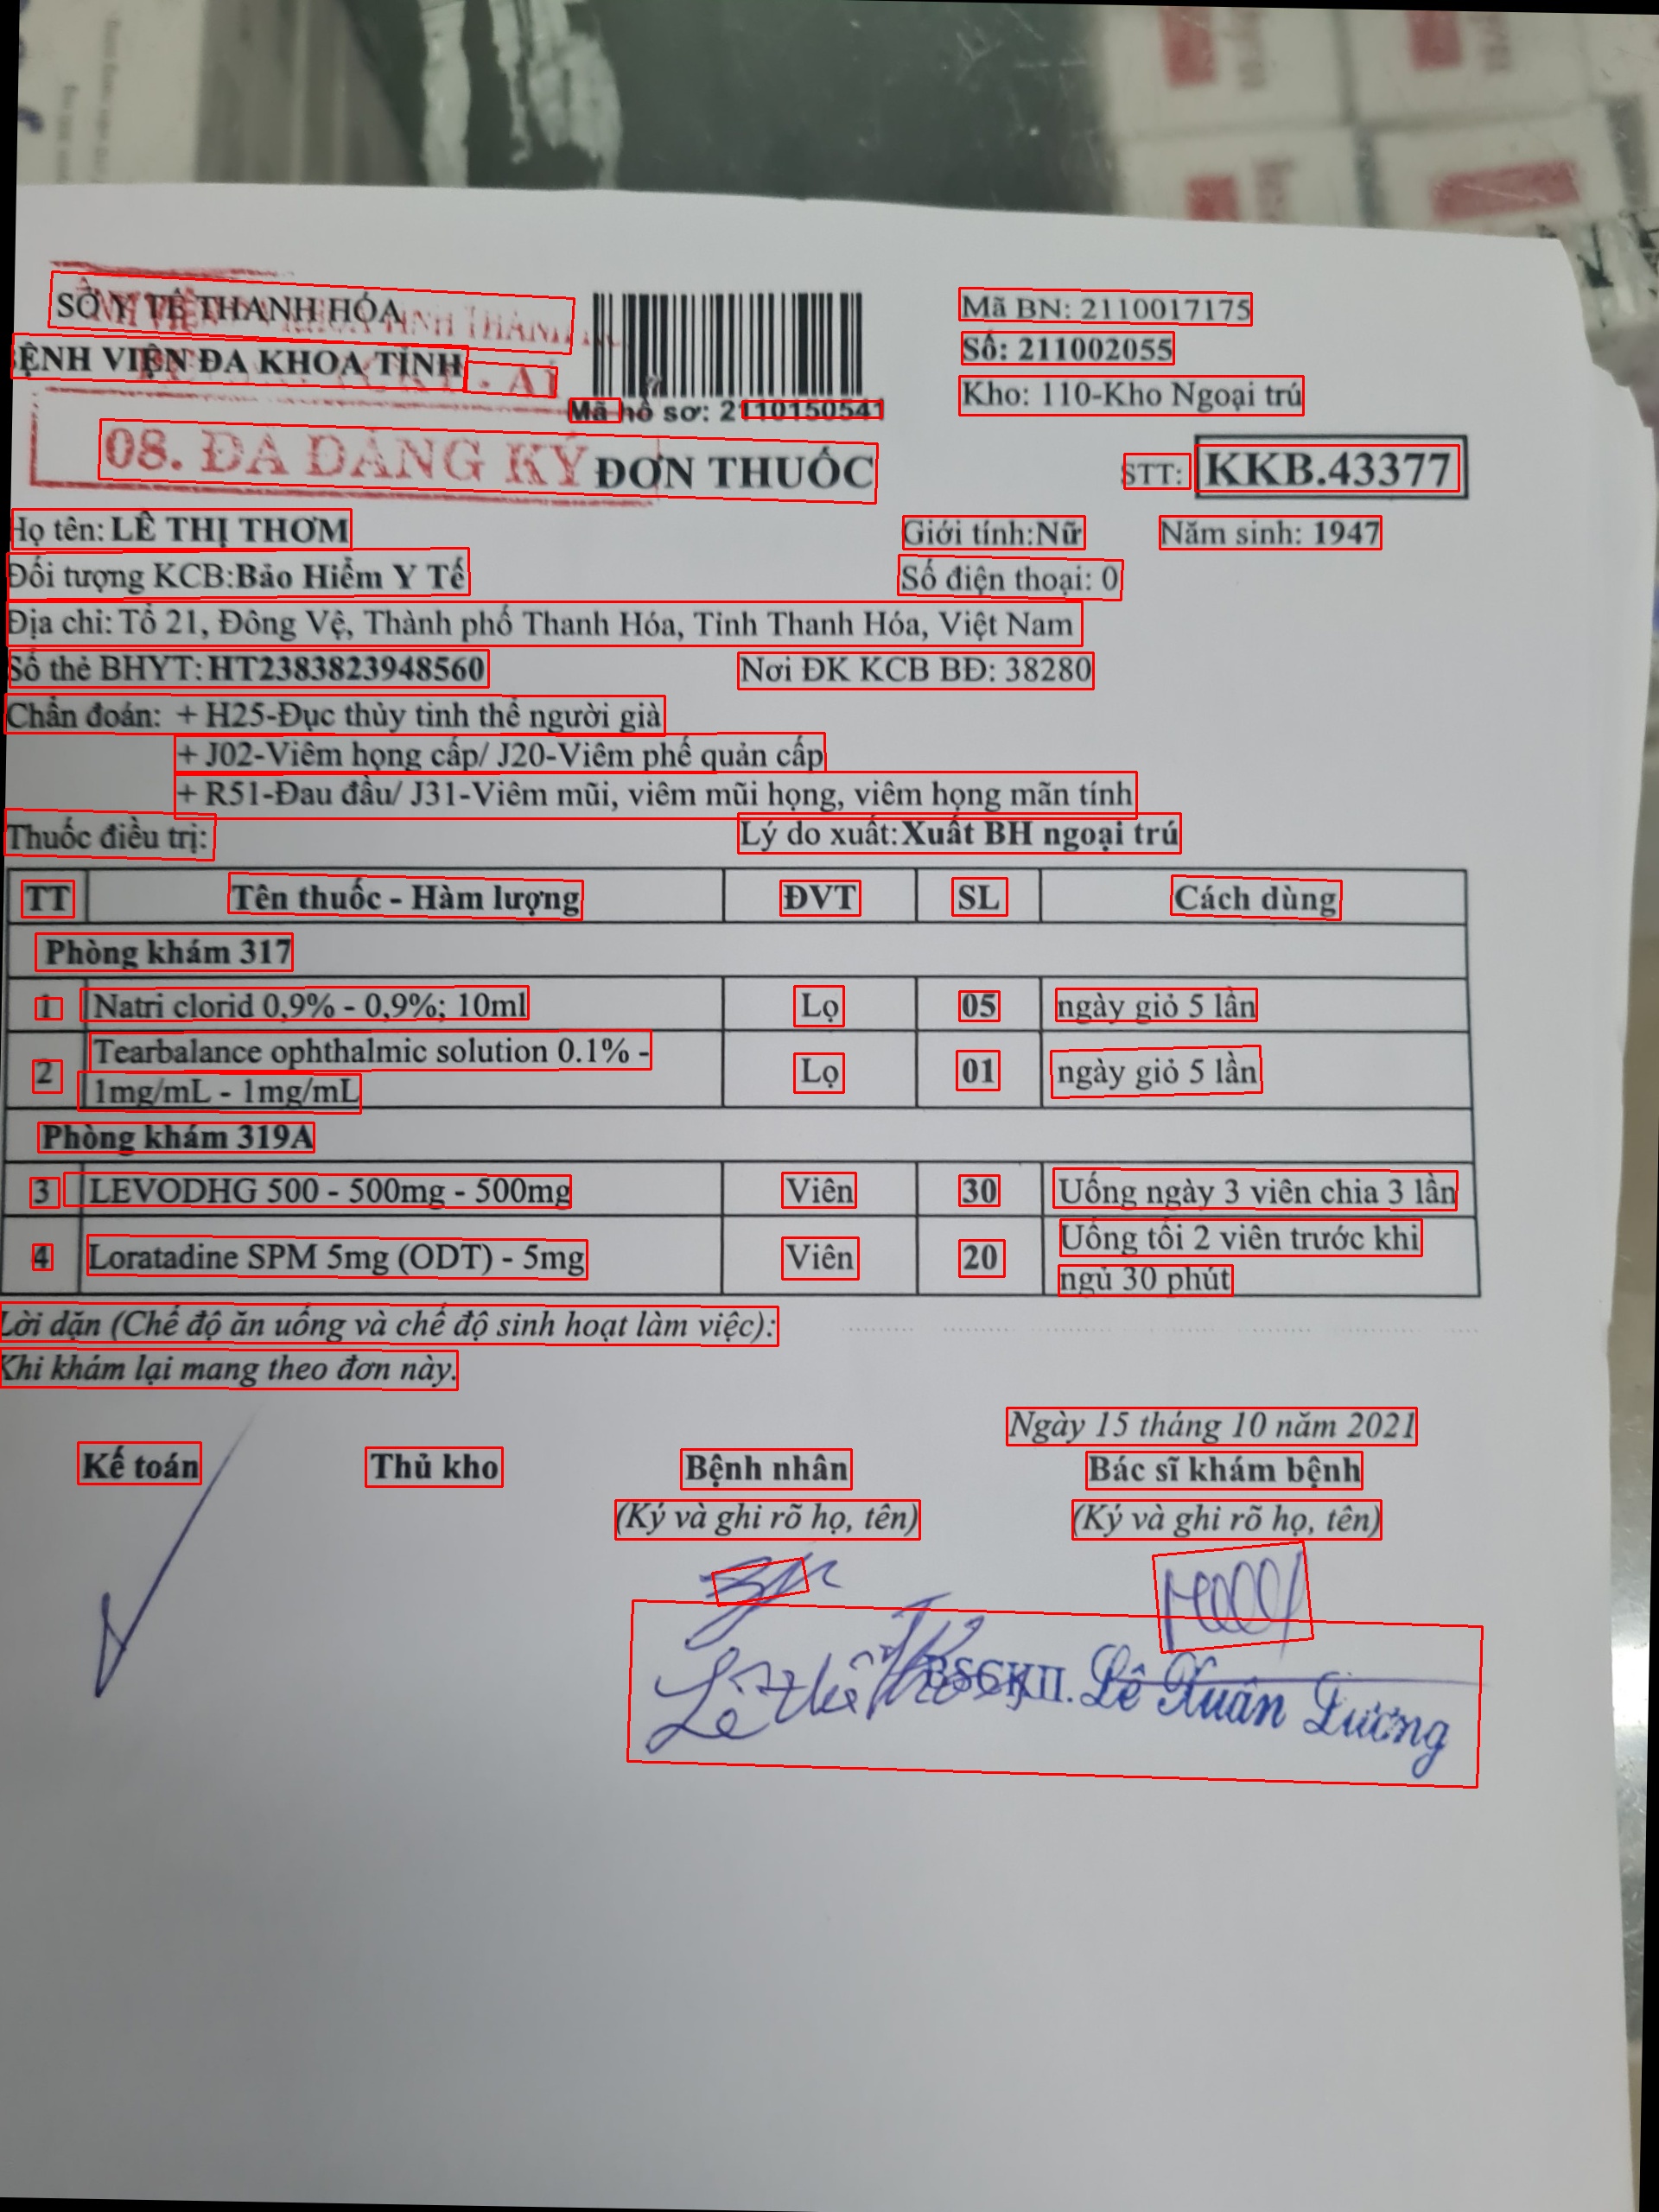 SỞ Y TẾ THANH HÓA
BỆNH VIỆN ĐA KHOA TỈNH
Mã hồ sơ: 2110150541
Mã BN: 2110017175
Số: 211002055
Kho: 110-Kho Ngoại trú
08. ĐÃ ĐĂNG KÝ
ĐƠN THUỐC
STT: KKB.43377
Họ tên: LÊ THỊ THƠM Giới tính:Nữ Năm sinh: 1947
Đối tượng KCB:Bảo Hiểm Y Tế Số điện thoại: 0
Địa chỉ: Tổ 21, Đông Vệ, Thành phố Thanh Hóa, Tỉnh Thanh Hóa, Việt Nam
Số thẻ BHYT: HT2383823948560 Nơi ĐK KCB BĐ: 38280
Chẩn đoán: + H25-Đục thủy tinh thể người già
+ J02-Viêm họng cấp/ J20-Viêm phế quản cấp
+ R51-Đau đầu/ J31-Viêm mũi, viêm mũi họng, viêm họng mãn tính
Thuốc điều trị: Lý do xuất: Xuất BH ngoại trú
TT Tên thuốc - Hàm lượng ĐVT SL Cách dùng
Phòng khám 317
1 Natri clorid 0,9% - 0,9%; 10ml Lọ 05 ngày giỏ 5 lần
2 Tearbalance ophthalmic solution 0.1% - 1mg/mL - 1mg/mL Lọ 01 ngày giỏ 5 lần
Phòng khám 319A
3 LEVODHG 500 - 500mg - 500mg Viên 30 Uống ngày 3 viên chia 3 lần
4 Loratadine SPM 5mg (ODT) - 5mg Viên 20 Uống tối 2 viên trước khi ngủ 30 phút
Lời dặn (Chế độ ăn uống và chế độ sinh hoạt làm việc):
Khi khám lại mang theo đơn này.
Ngày 15 tháng 10 năm 2021
Kế toán Thủ kho Bệnh nhân Bác sĩ khám bệnh
(Ký và ghi rõ họ, tên) (Ký và ghi rõ họ, tên)
BSCKII. Lê Xuân Dương